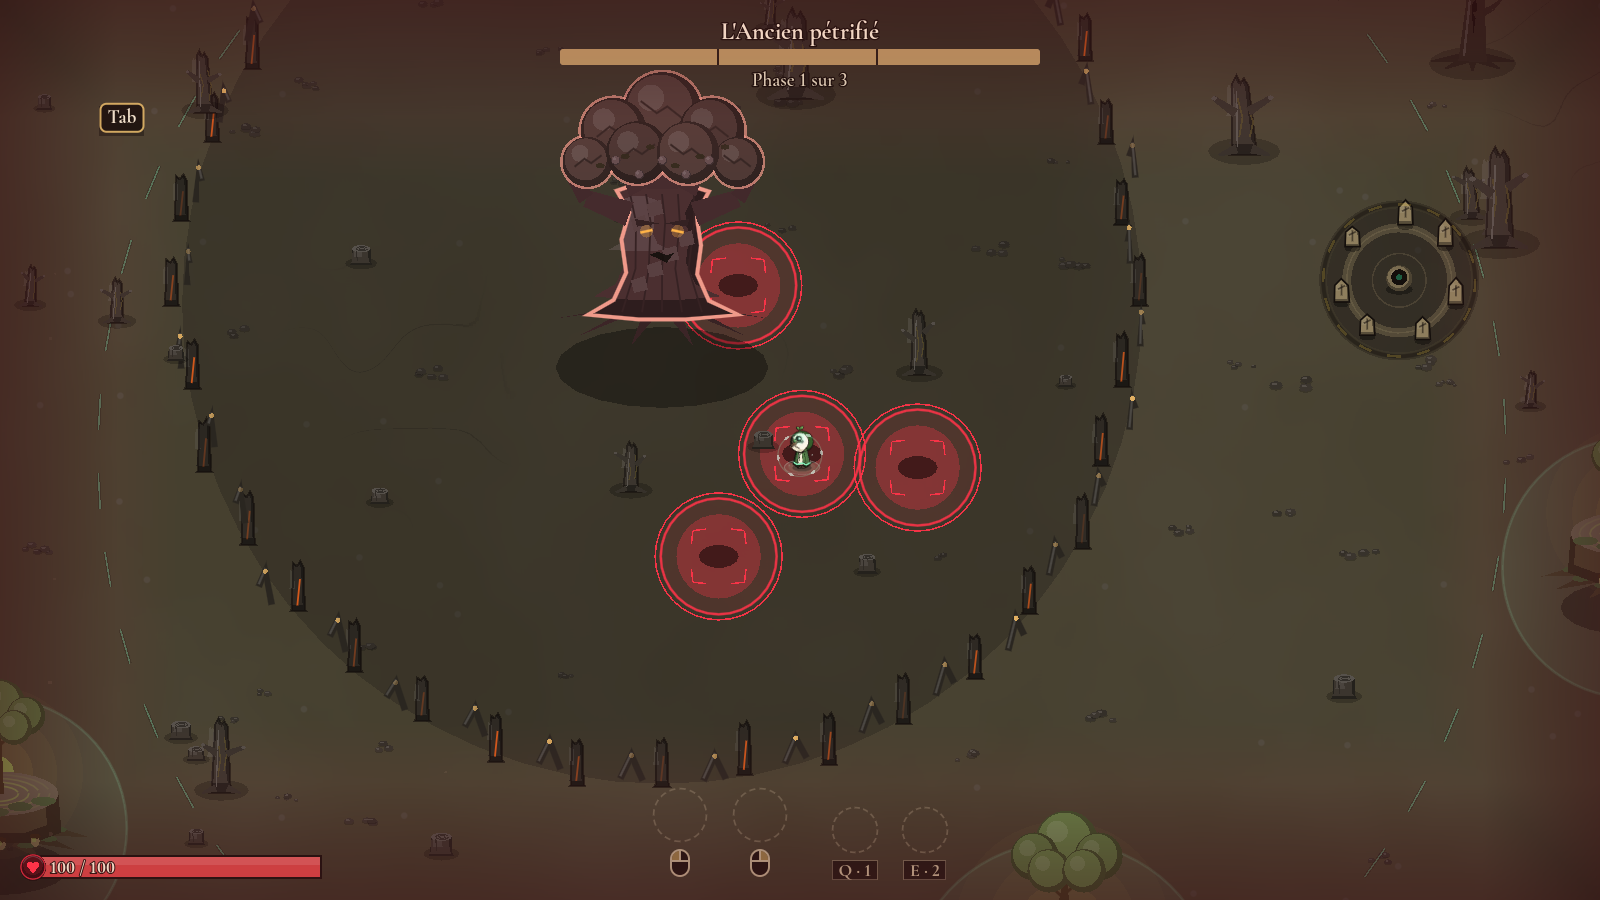 L'Ancien pétrifié
Phase 1 sur 3
Tab
100 / 100
Q · 1
E · 2